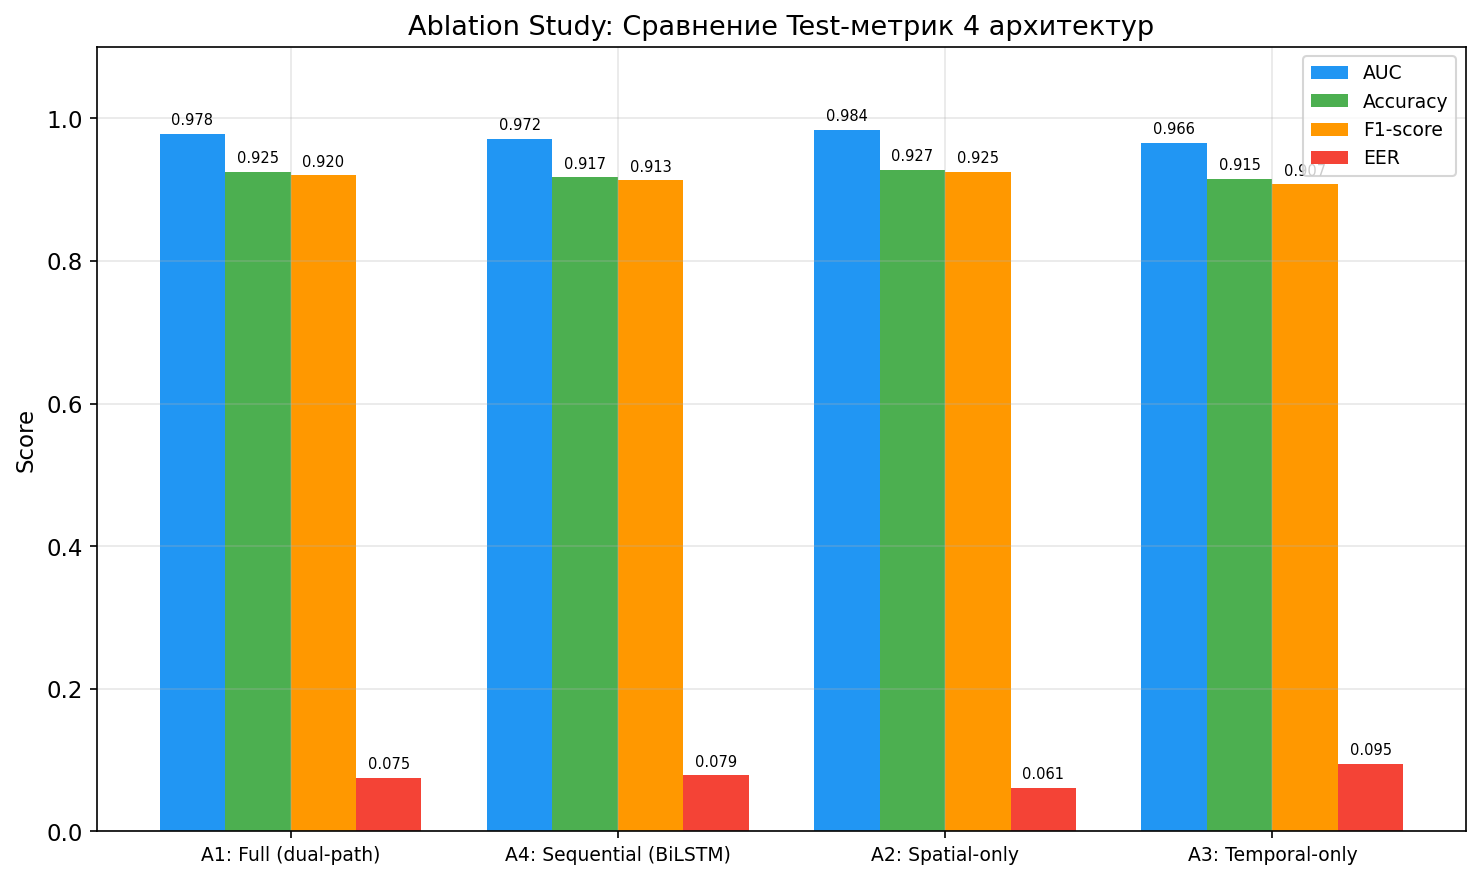 Ablation Study: Сравнение Test-метрик 4 архитектур
AUC
Accuracy
F1-score
EER
Score
1.0
0.8
0.6
0.4
0.2
0.0
0.978
0.925
0.920
0.075
0.972
0.917
0.913
0.079
0.984
0.927
0.925
0.061
0.966
0.915
0.907
0.095
A1: Full (dual-path)
A4: Sequential (BiLSTM)
A2: Spatial-only
A3: Temporal-only